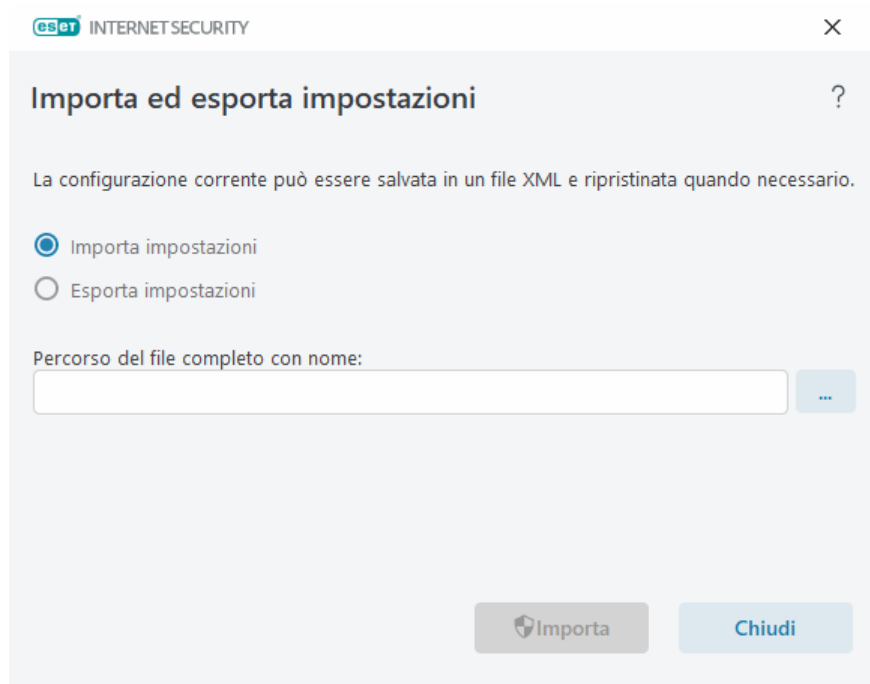 eset INTERNET SECURITY
Importa ed esporta impostazioni
?
La configurazione corrente può essere salvata in un file XML e ripristinata quando necessario.
Importa impostazioni
Esporta impostazioni
Percorso del file completo con nome:
...
Importa
Chiudi